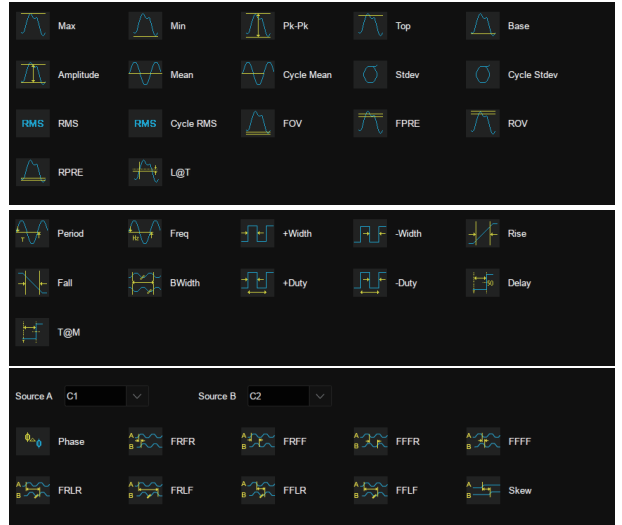 Max Min Pk-Pk Top Base
Amplitude Mean Cycle Mean Stdev Cycle Stdev
RMS RMS RMS Cycle RMS FOV FPRE ROV
RPRE L@T
T Period Hz Freq +Width -Width Rise
Fall BWidth +Duty -Duty 50 Delay
T@M
Source A C1 Source B C2
Phase A B FRFR A B FRFF A B FFFR A B FFFF
A B FRLR A B FRLF A B FFLR A B FFLF A B Skew